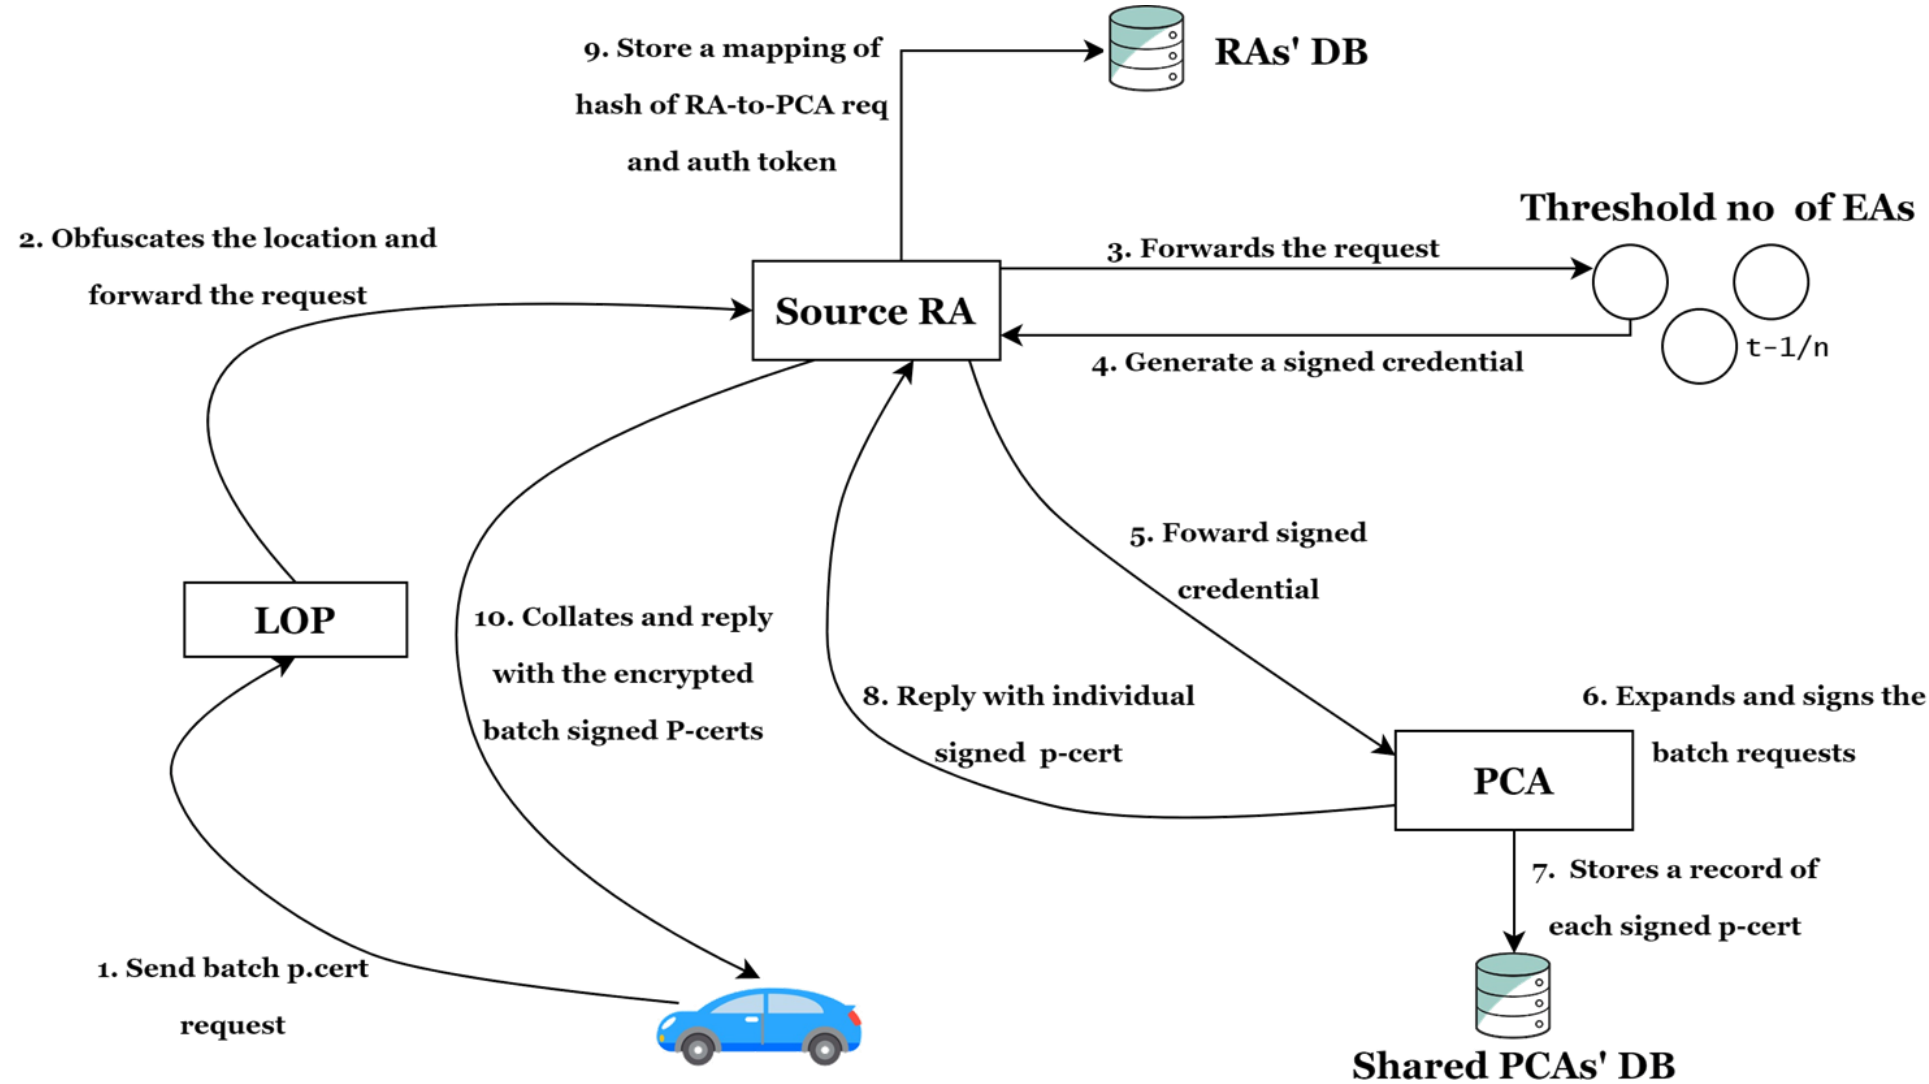 9. Store a mapping of
hash of RA-to-PCA req
and auth token
RAs' DB
Threshold no  of EAs
2. Obfuscates the location and
forward the request
3. Forwards the request
Source RA
t-1/n
4. Generate a signed credential
5. Foward signed
credential
LOP
10. Collates and reply
with the encrypted
batch signed P-certs
8. Reply with individual
signed  p-cert
6. Expands and signs the
batch requests
PCA
7.  Stores a record of
each signed p-cert
1. Send batch p.cert
request
Shared PCAs' DB